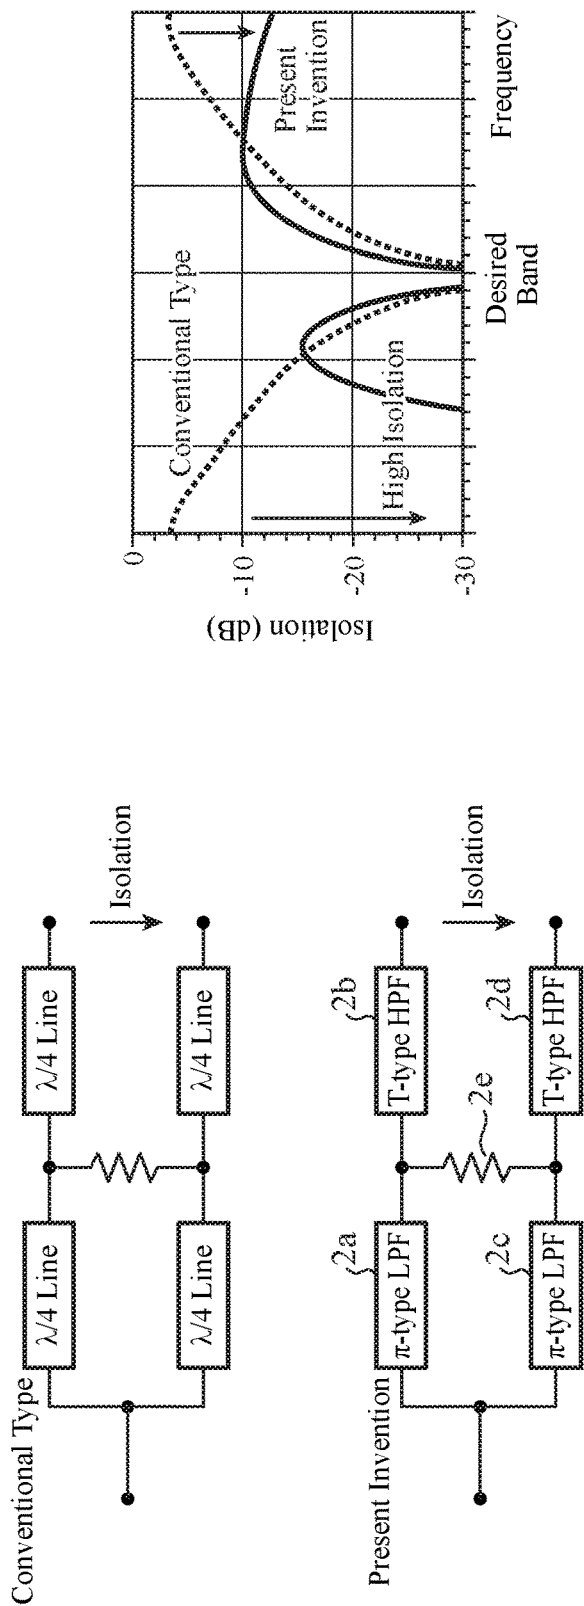 Conventional Type
λ/4 Line
λ/4 Line
λ/4 Line
λ/4 Line
Isolation
Present Invention
2a
π-type LPF
2b
T-type HPF
2e
2c
π-type LPF
2d
T-type HPF
Isolation
Isolation (dB)
0
-10
-20
-30
Conventional Type
Present
Invention
High Isolation
Desired
Band
Frequency